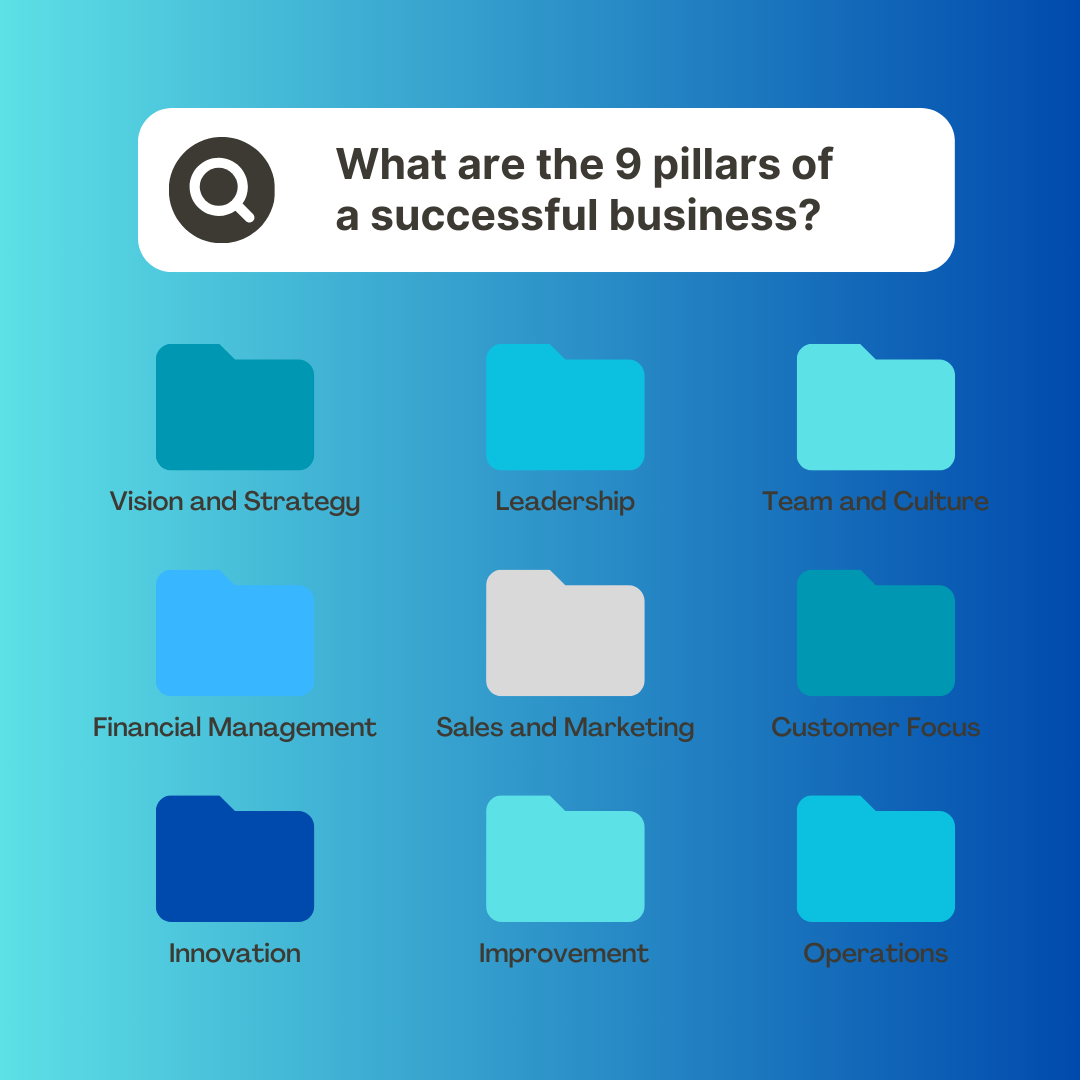 What are the 9 pillars of
a successful business?
Vision and Strategy
Leadership
Team and Culture
Financial Management
Sales and Marketing
Customer Focus
Innovation
Improvement
Operations